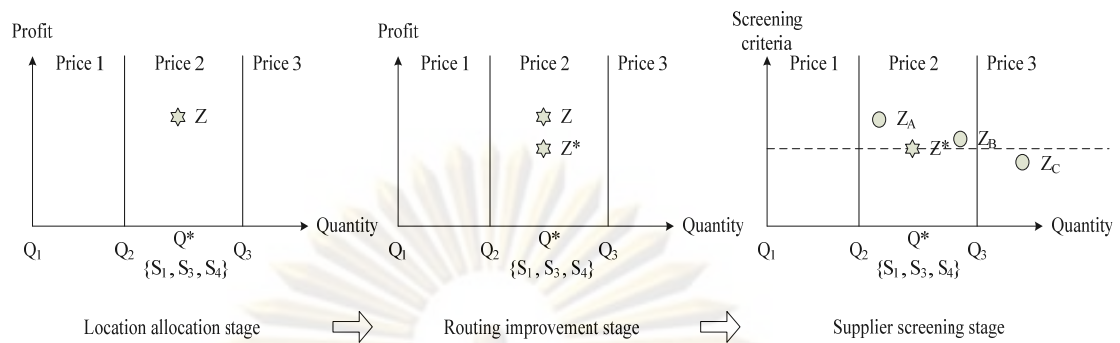 Profit
Price 1 Price 2 Price 3
Z
Quantity
Q1 Q2 Q* Q3
{S1, S3, S4}
Location allocation stage
Profit
Price 1 Price 2 Price 3
Z
Z*
Quantity
Q1 Q2 Q* Q3
{S1, S3, S4}
Routing improvement stage
Screening
criteria
Price 1 Price 2 Price 3
ZA
Z* ZB
ZC
Quantity
Q1 Q2 Q* Q3
{S1, S3, S4}
Supplier screening stage